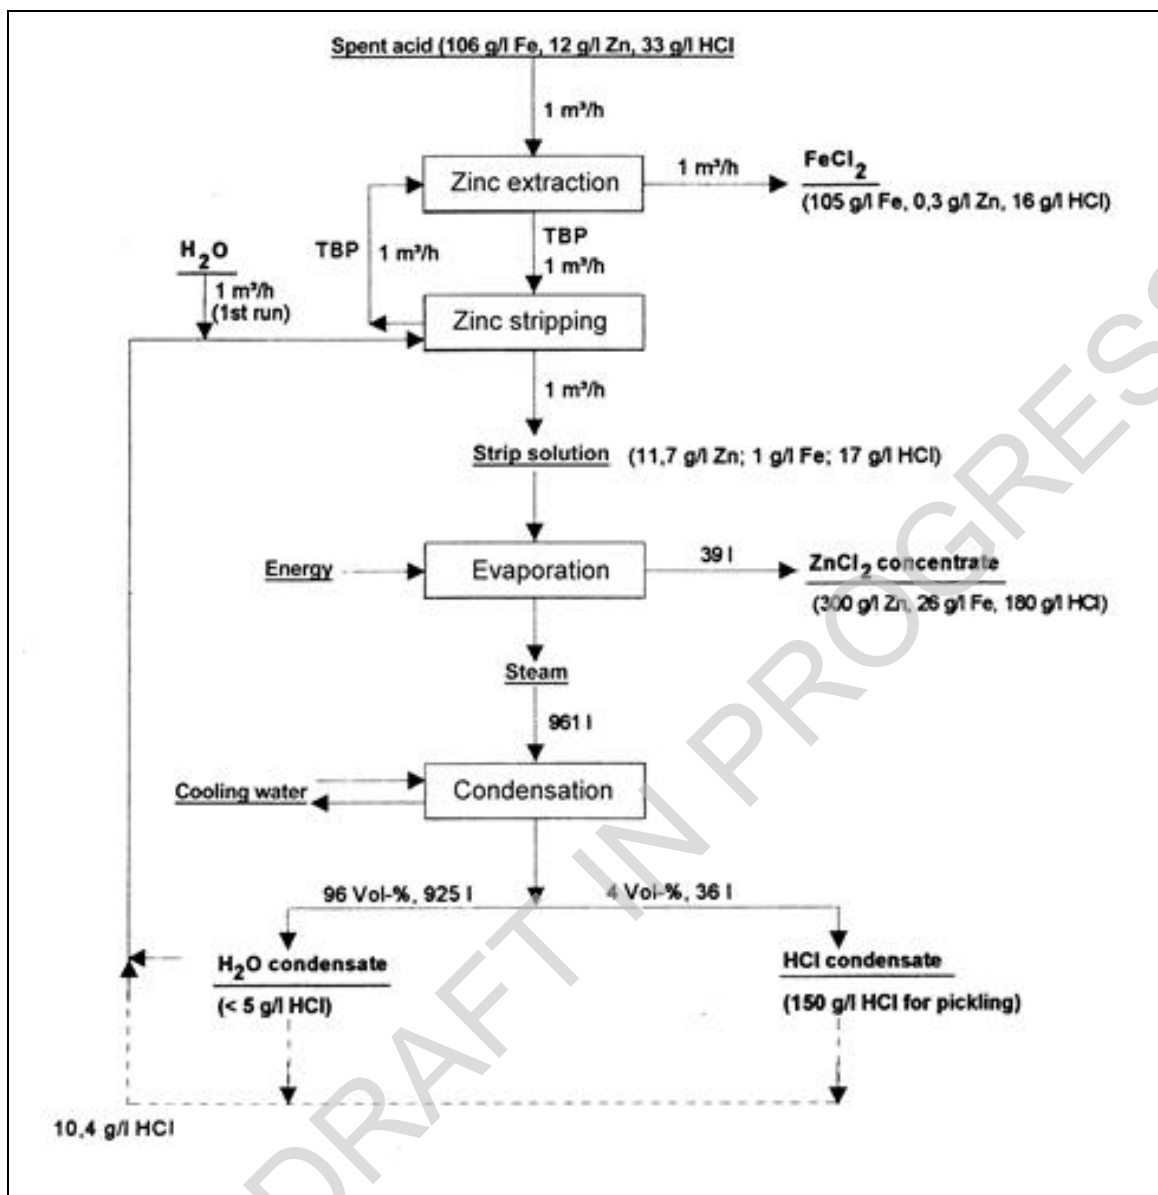 Spent acid (106 g/l Fe, 12 g/l Zn, 33 g/l HCl
1 m³/h
Zinc extraction
1 m³/h
FeCl₂
(105 g/l Fe, 0,3 g/l Zn, 16 g/l HCl)
TBP
1 m³/h
TBP
1 m³/h
H₂O
1 m³/h
(1st run)
Zinc stripping
1 m³/h
Strip solution (11,7 g/l Zn; 1 g/l Fe; 17 g/l HCl)
Energy
Evaporation
39 l
ZnCl₂ concentrate
(300 g/l Zn, 26 g/l Fe, 180 g/l HCl)
Steam
961 l
Cooling water
Condensation
96 Vol-%, 925 l
4 Vol-%, 36 l
H₂O condensate
(< 5 g/l HCl)
HCl condensate
(150 g/l HCl for pickling)
10,4 g/l HCl
DRAFT IN PROGRESS